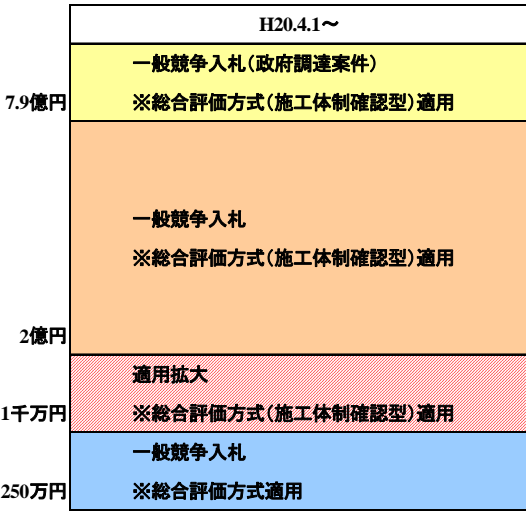 H20.4.1～
一般競争入札（政府調達案件）
7.9億円 ※総合評価方式（施工体制確認型）適用
一般競争入札
※総合評価方式（施工体制確認型）適用
2億円
適用拡大
1千万円 ※総合評価方式（施工体制確認型）適用
一般競争入札
250万円 ※総合評価方式適用